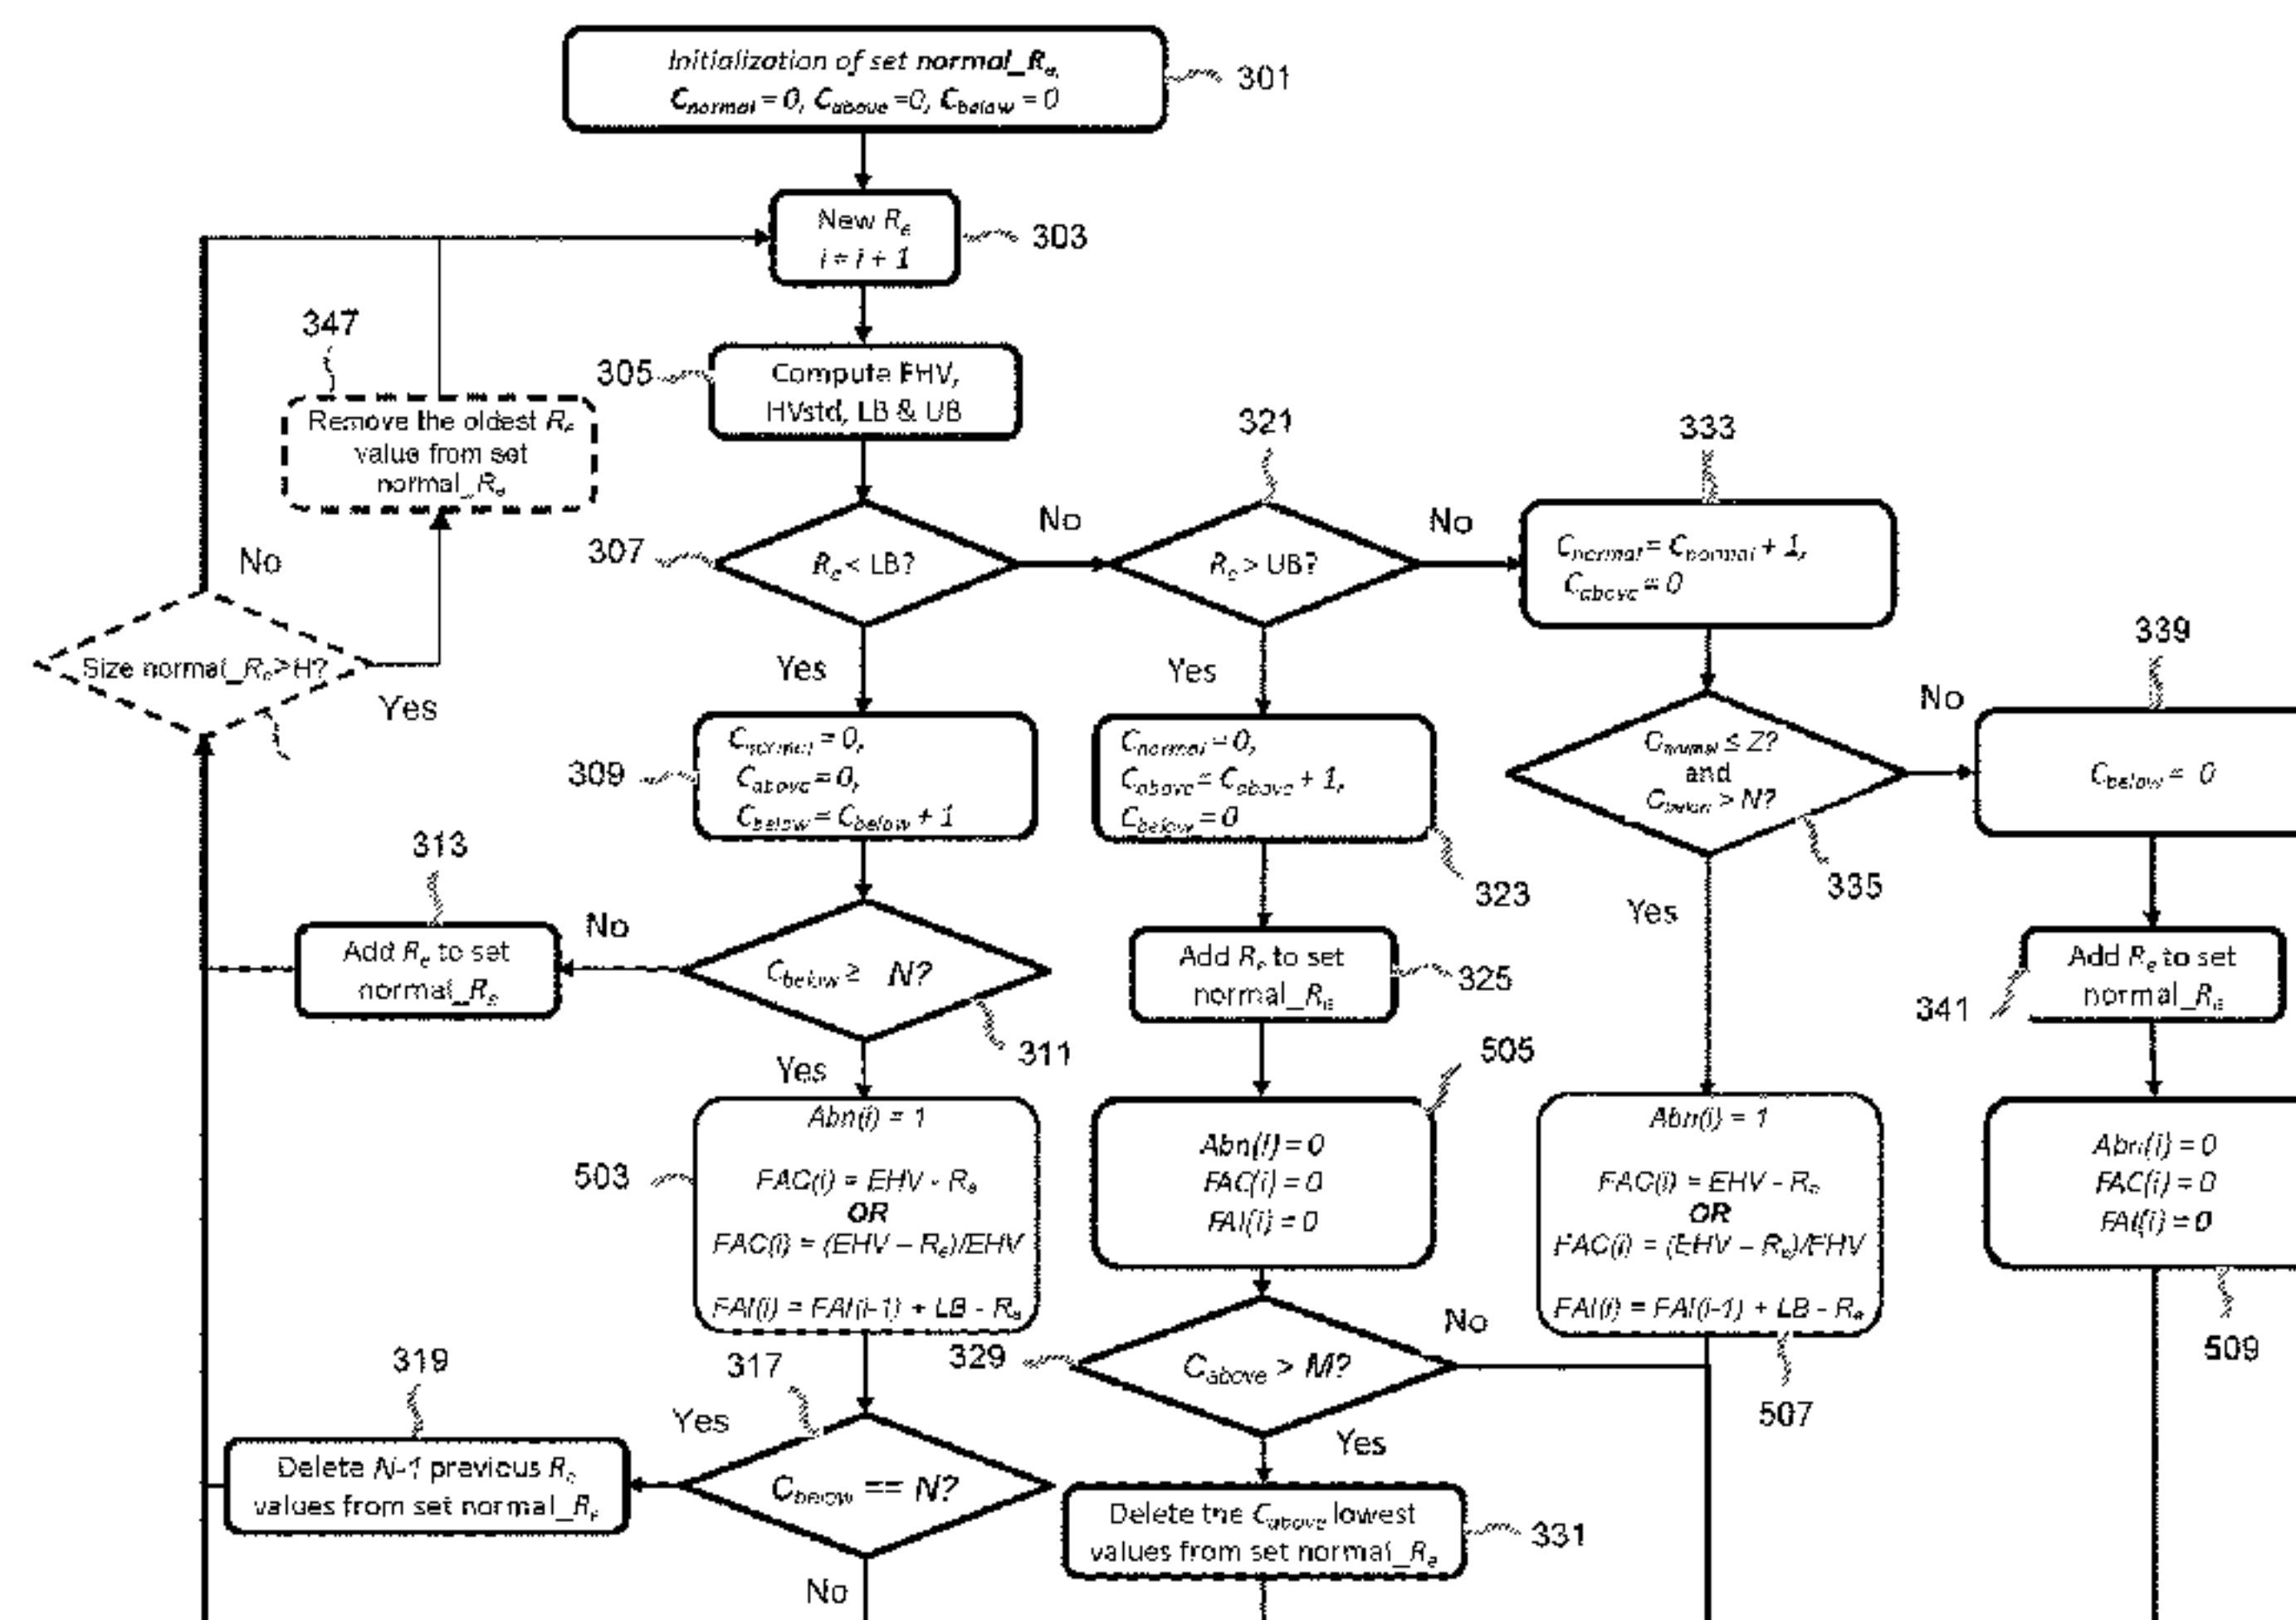 Initialization of set normal_Re,
Cnormal = 0, Cabove =0, Cbelow = 0
301
New Re
i = i + 1
303
347
Remove the oldest Re
value from set
normal_Re
305
Compute EHV,
HVstd, LB & UB
321
333
No
307
Re < LB?
No
Re > UB?
No
Cnormal = Cnormal + 1,
Cabove = 0
Size normal_Re>H?
Yes
Yes
Yes
339
No
309
Cnormal = 0,
Cabove = 0,
Cbelow = Cbelow + 1
Cnormal = 0,
Cabove = Cabove + 1,
Cbelow = 0
323
Cnormal ≤ Z?
and
Cbelow > N?
335
Cbelow = 0
313
Add Re to set
normal_Re
No
Cbelow ≥ N?
311
Add Re to set
normal_Re
325
Yes
341
Add Re to set
normal_Re
Yes
505
503
Abn(i) = 1
FAC(i) = EHV - Re
OR
FAC(i) = (EHV – Re)/EHV
FAI(i) = FAI(i-1) + LB - Re
Abn(i) = 0
FAC(i) = 0
FAI(i) = 0
Abn(i) = 1
FAC(i) = EHV - Re
OR
FAC(i) = (EHV – Re)/EHV
FAI(i) = FAI(i-1) + LB - Re
507
Abn(i) = 0
FAC(i) = 0
FAI(i) = 0
509
319
317
329
Cabove > M?
No
Yes
Delete N-1 previous Re
values from set normal_Re
Yes
Cbelow == N?
No
Delete the Cabove lowest
values from set normal_Re
331